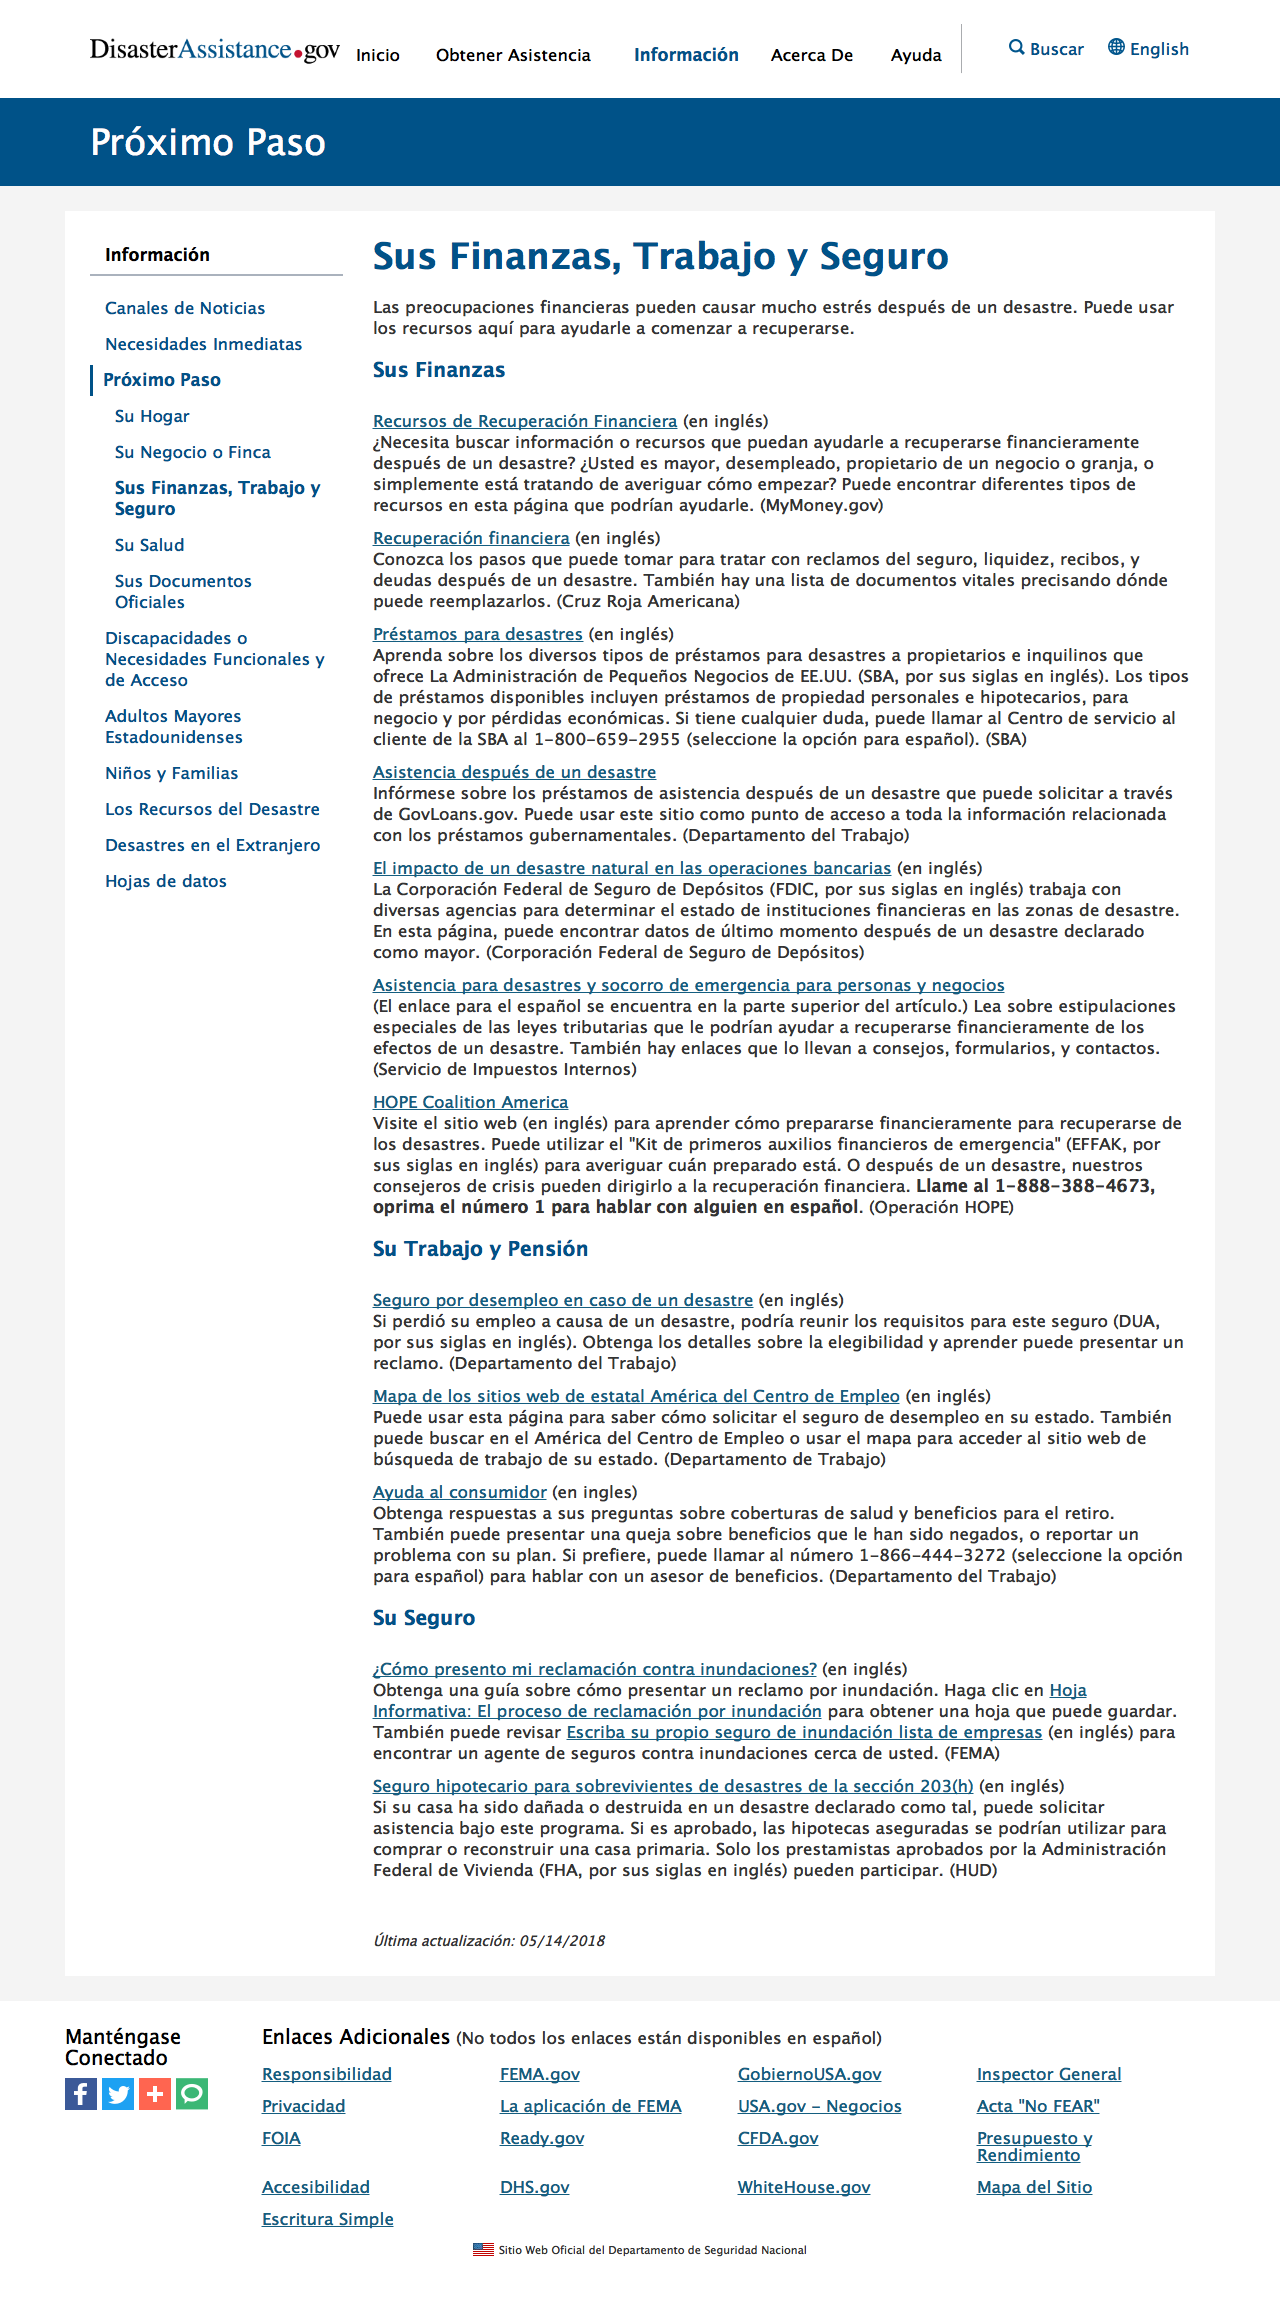 DisasterAssistance.gov
Inicio
Obtener Asistencia
Información
Acerca De
Ayuda
Buscar
English
Próximo Paso
Información
Canales de Noticias
Necesidades Inmediatas
Próximo Paso
Su Hogar
Su Negocio o Finca
Sus Finanzas, Trabajo y
Seguro
Su Salud
Sus Documentos
Oficiales
Discapacidades o
Necesidades Funcionales y
de Acceso
Adultos Mayores
Estadounidenses
Niños y Familias
Los Recursos del Desastre
Desastres en el Extranjero
Hojas de datos
Sus Finanzas, Trabajo y Seguro
Las preocupaciones financieras pueden causar mucho estrés después de un desastre. Puede usar
los recursos aquí para ayudarle a comenzar a recuperarse.
Sus Finanzas
Recursos de Recuperación Financiera (en inglés)
¿Necesita buscar información o recursos que puedan ayudarle a recuperarse financieramente
después de un desastre? ¿Usted es mayor, desempleado, propietario de un negocio o granja, o
simplemente está tratando de averiguar cómo empezar? Puede encontrar diferentes tipos de
recursos en esta página que podrían ayudarle. (MyMoney.gov)
Recuperación financiera (en inglés)
Conozca los pasos que puede tomar para tratar con reclamos del seguro, liquidez, recibos, y
deudas después de un desastre. También hay una lista de documentos vitales precisando dónde
puede reemplazarlos. (Cruz Roja Americana)
Préstamos para desastres (en inglés)
Aprenda sobre los diversos tipos de préstamos para desastres a propietarios e inquilinos que
ofrece La Administración de Pequeños Negocios de EE.UU. (SBA, por sus siglas en inglés). Los tipos
de préstamos disponibles incluyen préstamos de propiedad personales e hipotecarios, para
negocio y por pérdidas económicas. Si tiene cualquier duda, puede llamar al Centro de servicio al
cliente de la SBA al 1-800-659-2955 (seleccione la opción para español). (SBA)
Asistencia después de un desastre
Infórmese sobre los préstamos de asistencia después de un desastre que puede solicitar a través
de GovLoans.gov. Puede usar este sitio como punto de acceso a toda la información relacionada
con los préstamos gubernamentales. (Departamento del Trabajo)
El impacto de un desastre natural en las operaciones bancarias (en inglés)
La Corporación Federal de Seguro de Depósitos (FDIC, por sus siglas en inglés) trabaja con
diversas agencias para determinar el estado de instituciones financieras en las zonas de desastre.
En esta página, puede encontrar datos de último momento después de un desastre declarado
como mayor. (Corporación Federal de Seguro de Depósitos)
Asistencia para desastres y socorro de emergencia para personas y negocios
(El enlace para el español se encuentra en la parte superior del artículo.) Lea sobre estipulaciones
especiales de las leyes tributarias que le podrían ayudar a recuperarse financieramente de los
efectos de un desastre. También hay enlaces que lo llevan a consejos, formularios, y contactos.
(Servicio de Impuestos Internos)
HOPE Coalition America
Visite el sitio web (en inglés) para aprender cómo prepararse financieramente para recuperarse de
los desastres. Puede utilizar el "Kit de primeros auxilios financieros de emergencia" (EFFAK, por
sus siglas en inglés) para averiguar cuán preparado está. O después de un desastre, nuestros
consejeros de crisis pueden dirigirlo a la recuperación financiera. Llame al 1-888-388-4673,
oprima el número 1 para hablar con alguien en español. (Operación HOPE)
Su Trabajo y Pensión
Seguro por desempleo en caso de un desastre (en inglés)
Si perdió su empleo a causa de un desastre, podría reunir los requisitos para este seguro (DUA,
por sus siglas en inglés). Obtenga los detalles sobre la elegibilidad y aprender puede presentar un
reclamo. (Departamento del Trabajo)
Mapa de los sitios web de estatal América del Centro de Empleo (en inglés)
Puede usar esta página para saber cómo solicitar el seguro de desempleo en su estado. También
puede buscar en el América del Centro de Empleo o usar el mapa para acceder al sitio web de
búsqueda de trabajo de su estado. (Departamento de Trabajo)
Ayuda al consumidor (en ingles)
Obtenga respuestas a sus preguntas sobre coberturas de salud y beneficios para el retiro.
También puede presentar una queja sobre beneficios que le han sido negados, o reportar un
problema con su plan. Si prefiere, puede llamar al número 1-866-444-3272 (seleccione la opción
para español) para hablar con un asesor de beneficios. (Departamento del Trabajo)
Su Seguro
¿Cómo presento mi reclamación contra inundaciones? (en inglés)
Obtenga una guía sobre cómo presentar un reclamo por inundación. Haga clic en Hoja
Informativa: El proceso de reclamación por inundación para obtener una hoja que puede guardar.
También puede revisar Escriba su propio seguro de inundación lista de empresas (en inglés) para
encontrar un agente de seguros contra inundaciones cerca de usted. (FEMA)
Seguro hipotecario para sobrevivientes de desastres de la sección 203(h) (en inglés)
Si su casa ha sido dañada o destruida en un desastre declarado como tal, puede solicitar
asistencia bajo este programa. Si es aprobado, las hipotecas aseguradas se podrían utilizar para
comprar o reconstruir una casa primaria. Solo los prestamistas aprobados por la Administración
Federal de Vivienda (FHA, por sus siglas en inglés) pueden participar. (HUD)
Última actualización: 05/14/2018
Manténgase
Conectado
Enlaces Adicionales (No todos los enlaces están disponibles en español)
Responsibilidad
FEMA.gov
GobiernoUSA.gov
Inspector General
Privacidad
La aplicación de FEMA
USA.gov - Negocios
Acta "No FEAR"
FOIA
Ready.gov
CFDA.gov
Presupuesto y
Rendimiento
Accesibilidad
DHS.gov
WhiteHouse.gov
Mapa del Sitio
Escritura Simple
Sitio Web Oficial del Departamento de Seguridad Nacional